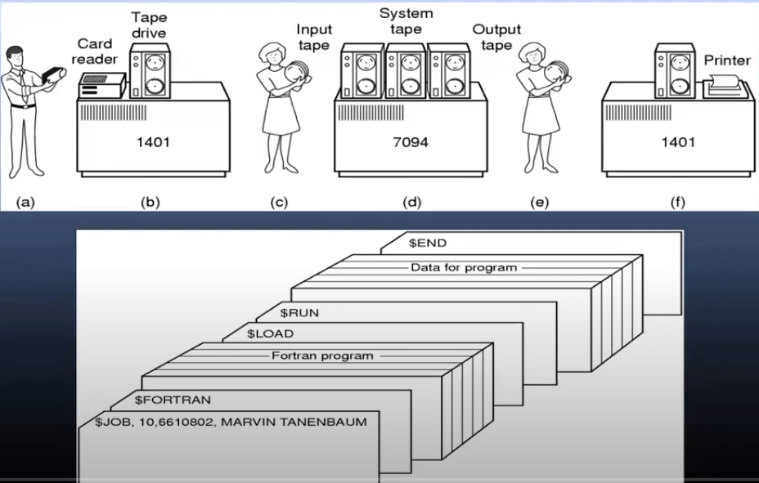 Card reader
Tape drive
Input tape
System tape
Output tape
Printer
1401
7094
1401
(a)
(b)
(c)
(d)
(e)
(f)
$END
Data for program
$RUN
$LOAD
Fortran program
$FORTRAN
$JOB, 10,6610802, MARVIN TANENBAUM